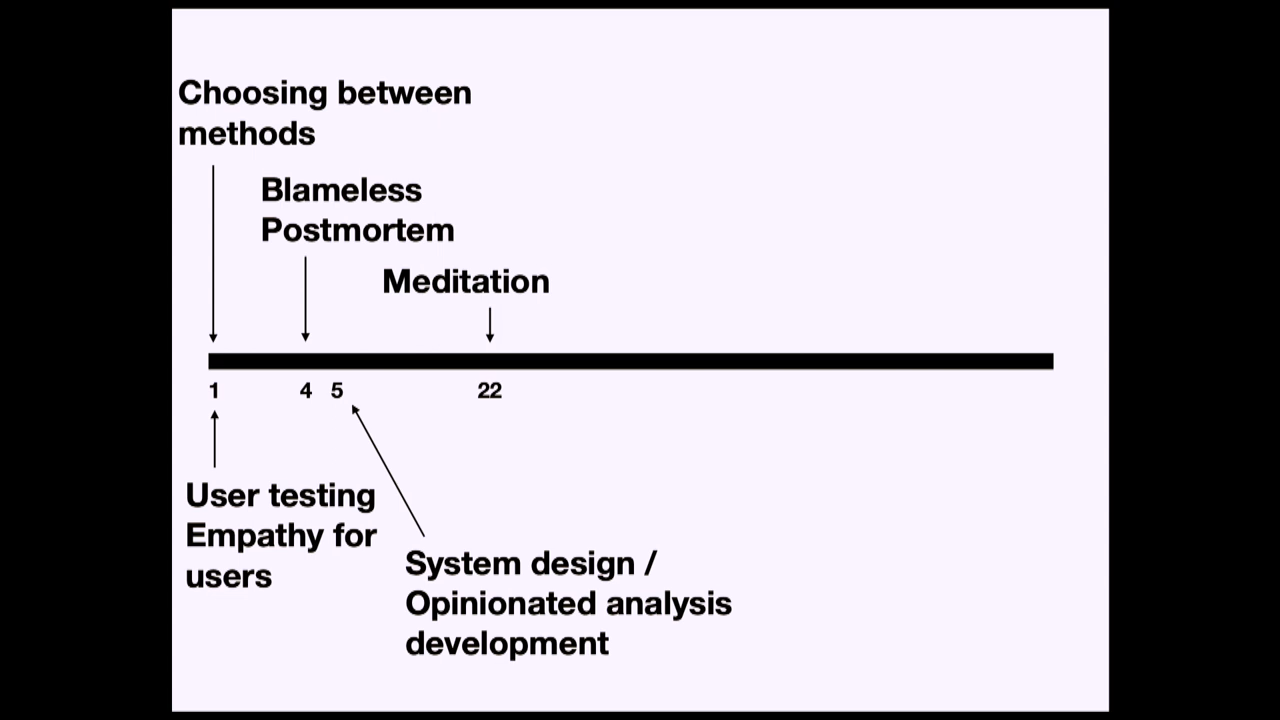 Choosing between
methods
Blameless
Postmortem
Meditation
1 4 5 22
User testing
Empathy for
users
System design /
Opinionated analysis
development